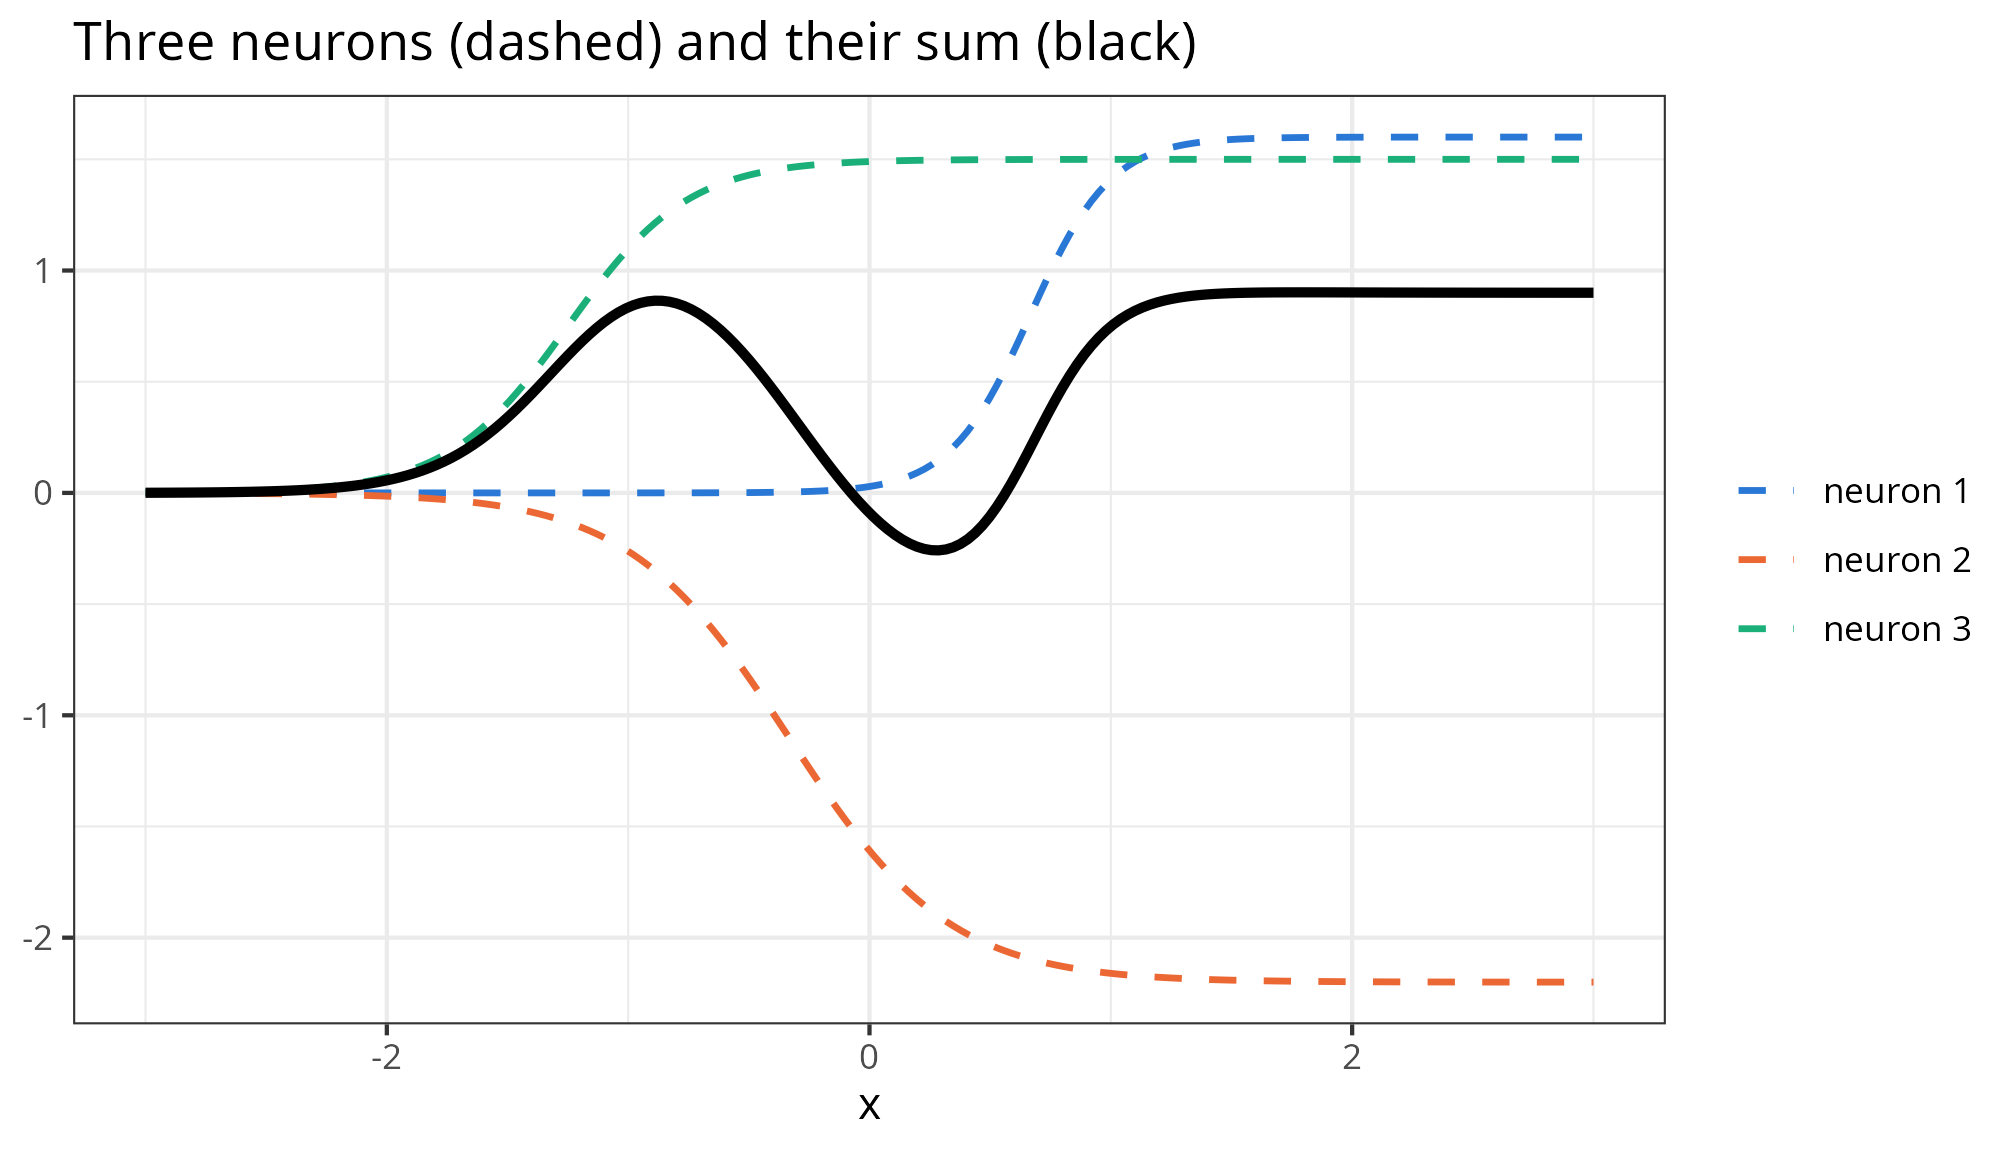 Three neurons (dashed) and their sum (black)
1
0
-1
-2
-2 0 2
x
neuron 1
neuron 2
neuron 3